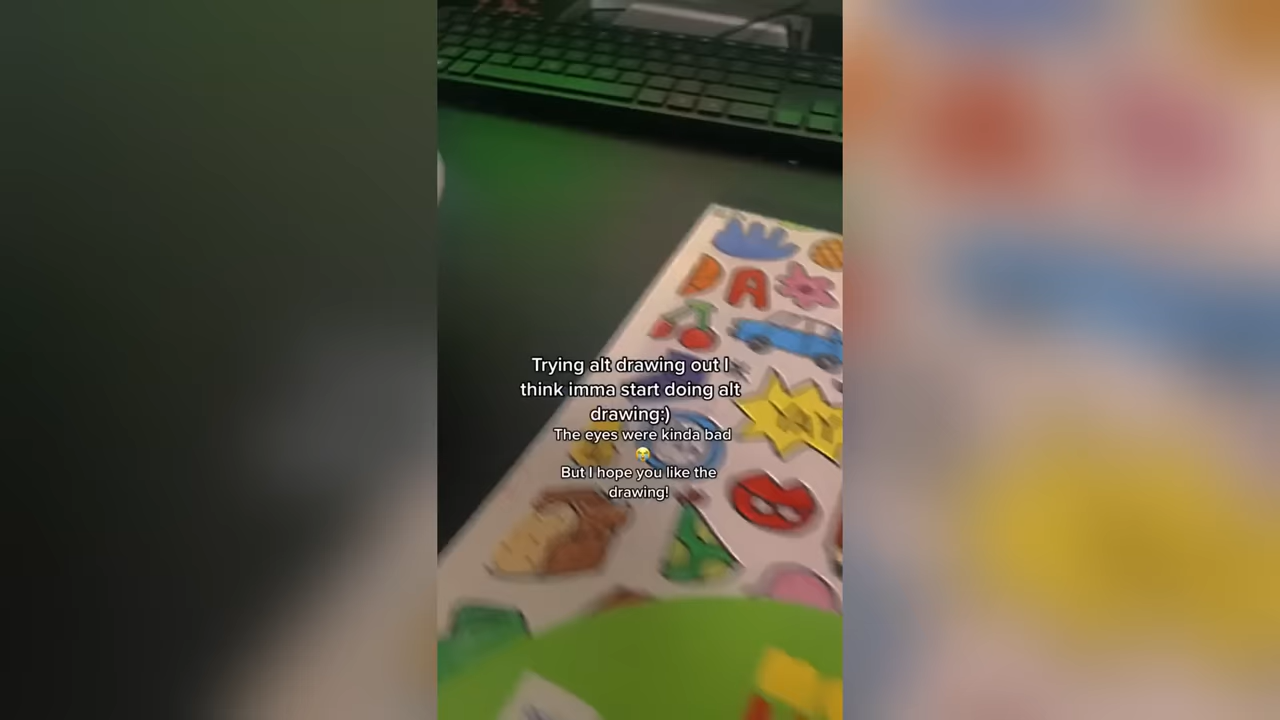 A
Trying alt drawing out I
think imma start doing alt
drawing:)
The eyes were kinda bad
😭
But I hope you like the
drawing!